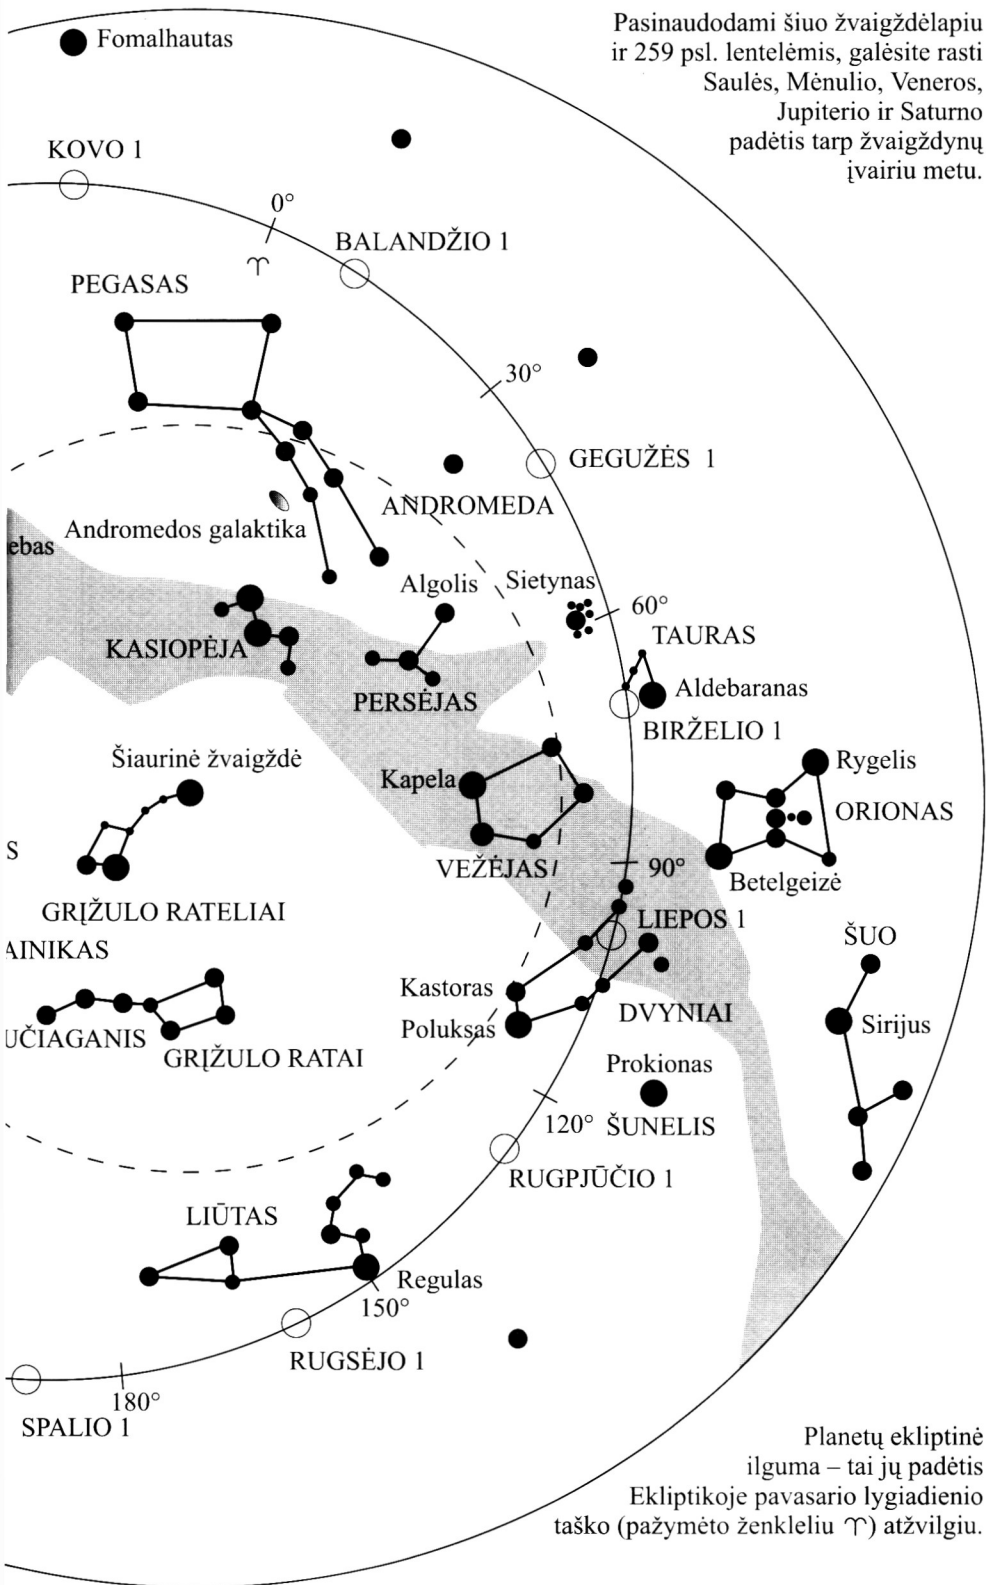 Pasinaudodami šiuo žvaigždėlapiu
ir 259 psl. lentelėmis, galėsite rasti
Saulės, Mėnulio, Veneros,
Jupiterio ir Saturno
padėtis tarp žvaigždynų
įvairiu metu.
Fomalhautas
KOVO 1
0°
BALANDŽIO 1
♈
PEGASAS
30°
GEGUŽĖS 1
ANDROMEDA
Andromedos galaktika
ebas
Algolis
Sietynas
60°
TAURAS
KASIOPĖJA
PERSĖJAS
Aldebaranas
BIRŽELIO 1
Šiaurinė žvaigždė
Kapela
Rygelis
ORIONAS
S
VEŽĖJAS
90°
Betelgeizė
GRĮŽULO RATELIAI
LIEPOS 1
ŠUO
AINIKAS
Kastoras
DVYNIAI
Sirijus
Poluksas
UČIAGANIS
GRĮŽULO RATAI
Prokionas
120°
ŠUNELIS
RUGPJŪČIO 1
LIŪTAS
Regulas
150°
RUGSĖJO 1
180°
SPALIO 1
Planetų ekliptinė
ilguma – tai jų padėtis
Ekliptikoje pavasario lygiadienio
taško (pažymėto ženkleliu ♈) atžvilgiu.